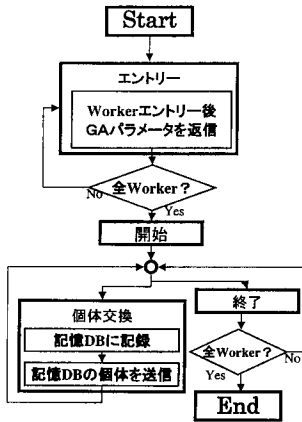 Start
エントリー
Workerエントリー後
GAパラメータを返信
全Worker？
No
Yes
開始
個体交換
記憶DBに記録
記憶DBの個体を送信
終了
全Worker？
No
Yes
End